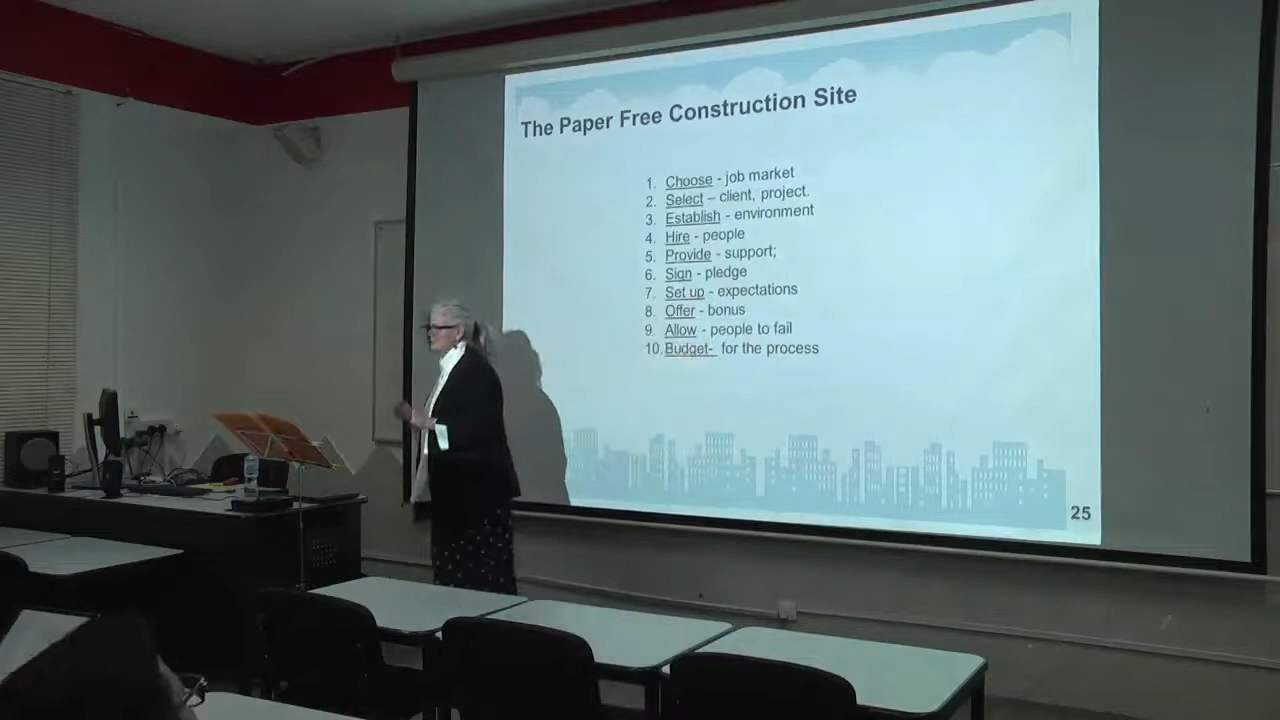 The Paper Free Construction Site
1. Choose - job market
2. Select – client, project.
3. Establish - environment
4. Hire - people
5. Provide - support;
6. Sign - pledge
7. Set up - expectations
8. Offer - bonus
9. Allow - people to fail
10. Budget- for the process
25